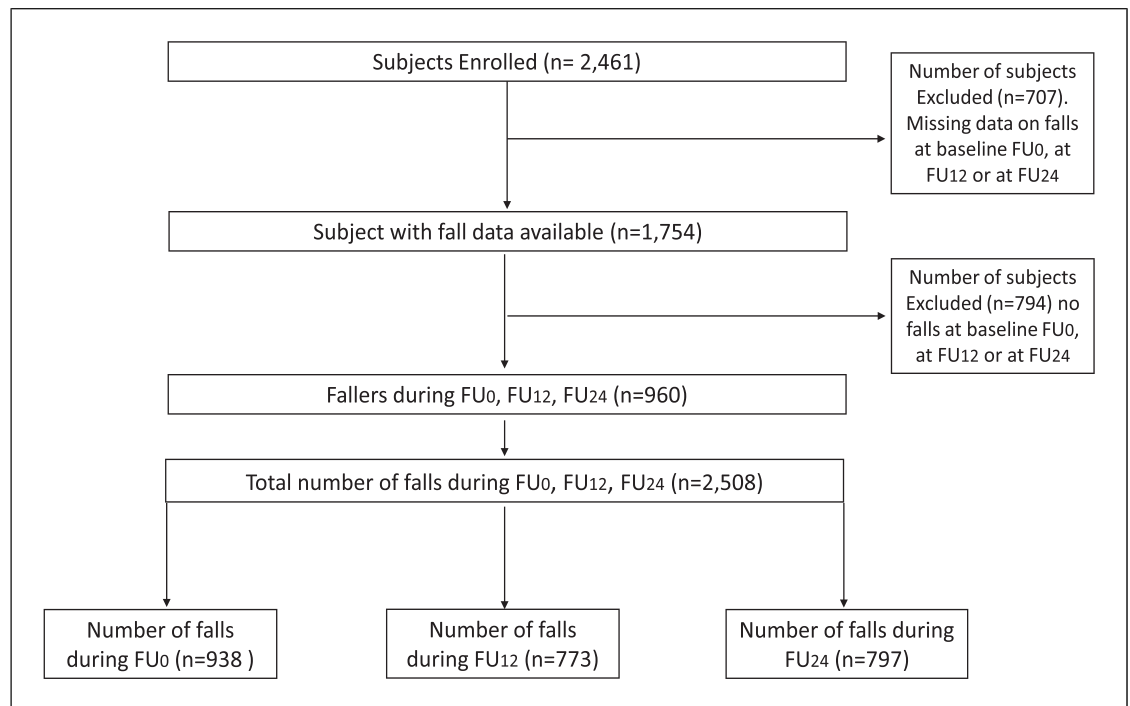 Subjects Enrolled (n= 2,461)
Number of subjects
Excluded (n=707).
Missing data on falls
at baseline FU0, at
FU12 or at FU24
Subject with fall data available (n=1,754)
Number of subjects
Excluded (n=794) no
falls at baseline FU0,
at FU12 or at FU24
Fallers during FU0, FU12, FU24 (n=960)
Total number of falls during FU0, FU12, FU24 (n=2,508)
Number of falls
during FU0 (n=938 )
Number of falls
during FU12 (n=773)
Number of falls during
FU24 (n=797)